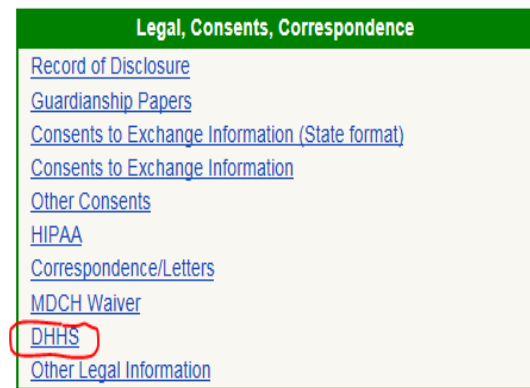 Legal, Consents, Correspondence
Record of Disclosure
Guardianship Papers
Consents to Exchange Information (State format)
Consents to Exchange Information
Other Consents
HIPAA
Correspondence/Letters
MDCH Waiver
DHHS
Other Legal Information